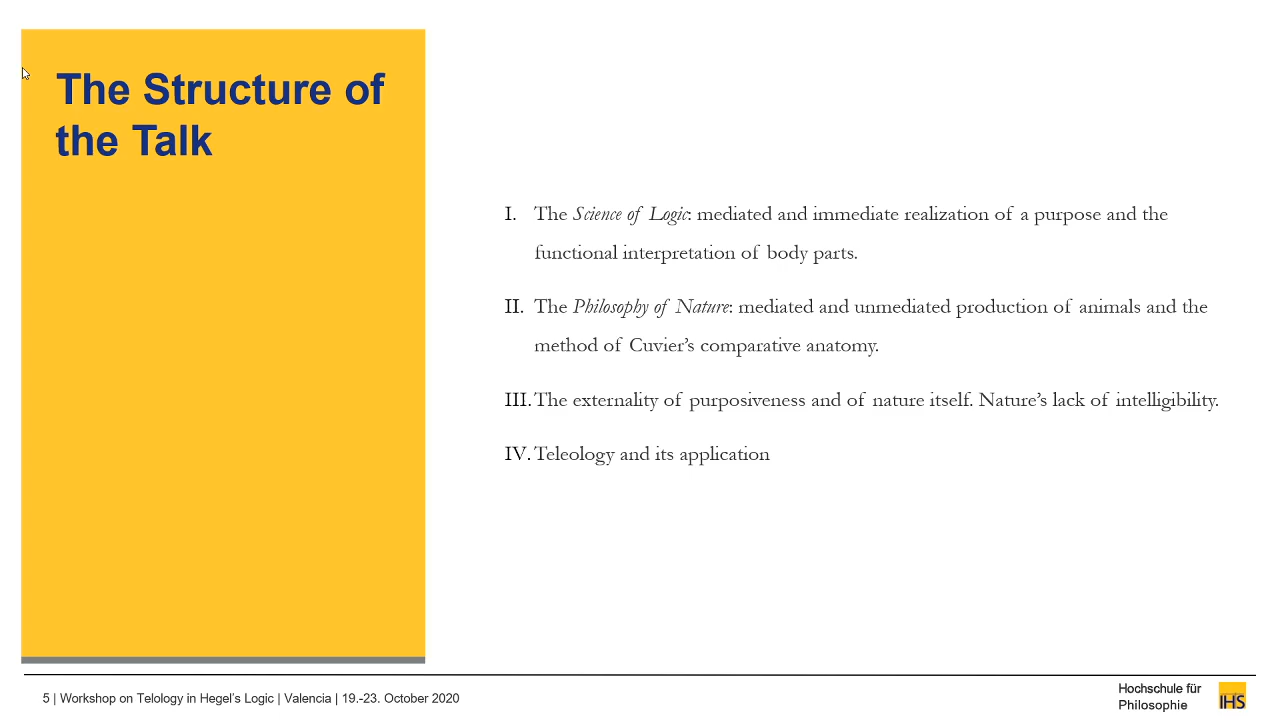 The Structure of
the Talk
I. The Science of Logic: mediated and immediate realization of a purpose and the
functional interpretation of body parts.
II. The Philosophy of Nature: mediated and unmediated production of animals and the
method of Cuvier's comparative anatomy.
III. The externality of purposiveness and of nature itself. Nature's lack of intelligibility.
IV. Teleology and its application
5 | Workshop on Telology in Hegel's Logic | Valencia | 19.-23. October 2020
Hochschule für
Philosophie
IHS